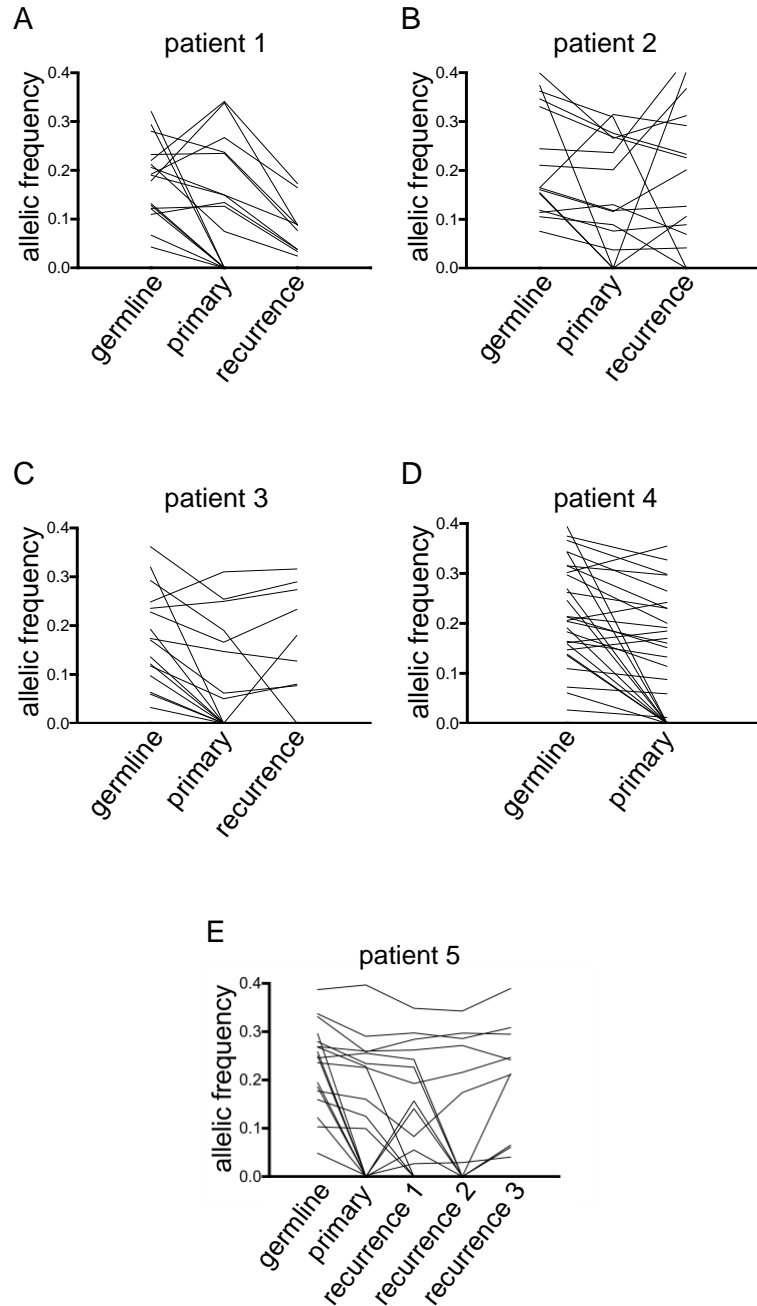 A
patient 1
allelic frequency
0.4
0.3
0.2
0.1
0.0
germline
primary
recurrence
B
patient 2
allelic frequency
0.4
0.3
0.2
0.1
0.0
germline
primary
recurrence
C
patient 3
allelic frequency
0.4
0.3
0.2
0.1
0.0
germline
primary
recurrence
D
patient 4
allelic frequency
0.4
0.3
0.2
0.1
0.0
germline
primary
E
patient 5
allelic frequency
0.4
0.3
0.2
0.1
0.0
germline
primary
recurrence 1
recurrence 2
recurrence 3